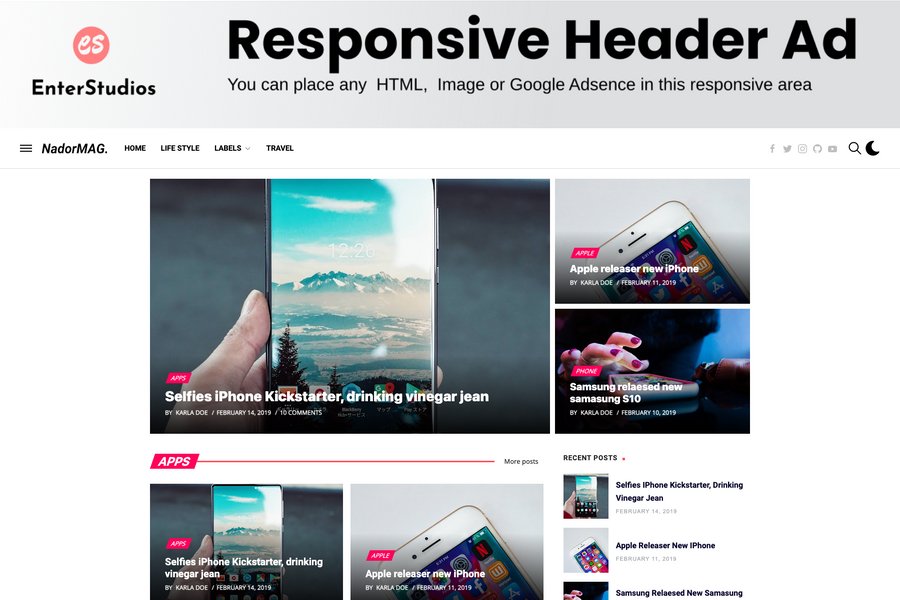 es
EnterStudios
Responsive Header Ad
You can place any HTML, Image or Google Adsence in this responsive area
NadorMAG.
HOME
LIFE STYLE
LABELS
TRAVEL
12:26
APPS
Selfies iPhone Kickstarter, drinking vinegar jean
BY KARLA DOE / FEBRUARY 14, 2019 / 10 COMMENTS
APPLE
Apple releaser new iPhone
BY KARLA DOE / FEBRUARY 11, 2019
PHONE
Samsung relaesed new
samasung S10
BY KARLA DOE / FEBRUARY 10, 2019
APPS
More posts
RECENT POSTS
APPS
Selfies iPhone Kickstarter, drinking
vinegar jean
BY KARLA DOE / FEBRUARY 14, 2019
APPLE
Apple releaser new iPhone
BY KARLA DOE / FEBRUARY 11, 2019
Selfies IPhone Kickstarter, Drinking
Vinegar Jean
FEBRUARY 14, 2019
Apple Releaser New IPhone
FEBRUARY 11, 2019
Samsung Relaesed New Samasung